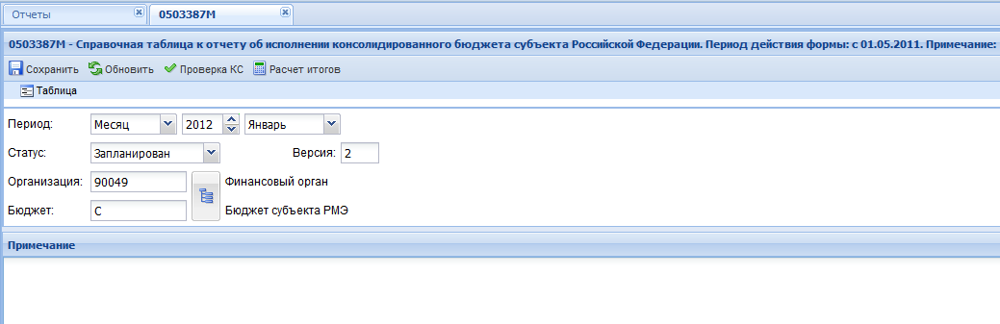 Отчеты 0503387М
0503387М - Справочная таблица к отчету об исполнении консолидированного бюджета субъекта Российской Федерации. Период действия формы: с 01.05.2011. Примечание:
Сохранить Обновить Проверка КС Расчет итогов
Таблица
Период: Месяц 2012 Январь
Статус: Запланирован Версия: 2
Организация: 90049 Финансовый орган
Бюджет: С Бюджет субъекта РМЭ
Примечание